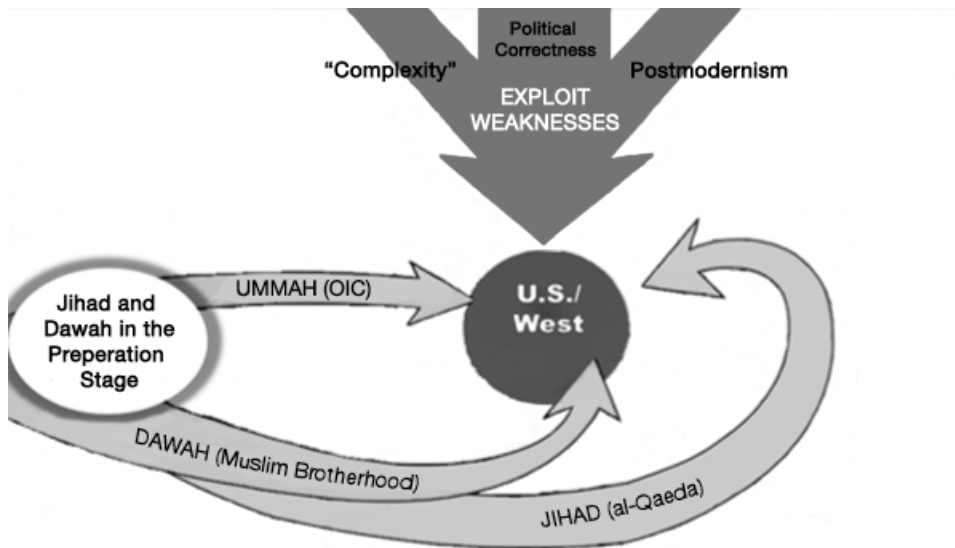 Political
Correctness
“Complexity”
Postmodernism
EXPLOIT
WEAKNESSES
UMMAH (OIC)
U.S./
West
Jihad and
Dawah in the
Preperation
Stage
DAWAH (Muslim Brotherhood)
JIHAD (al-Qaeda)